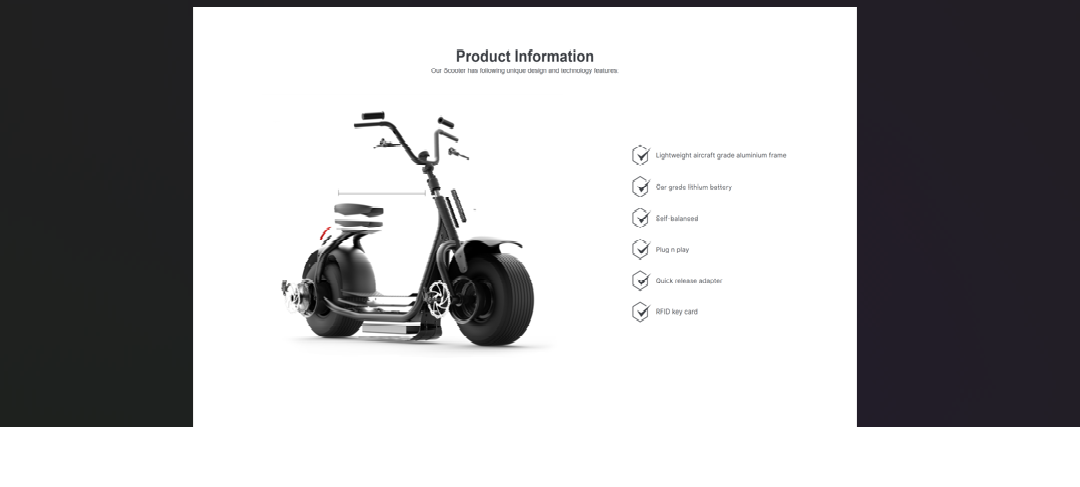 Product Information
Our Scooter has following unique design and technology features.
Lightweight aircraft grade aluminium frame
Car grade lithium battery
Self-balansed
Plug n play
Quick release adapter
RFID key card